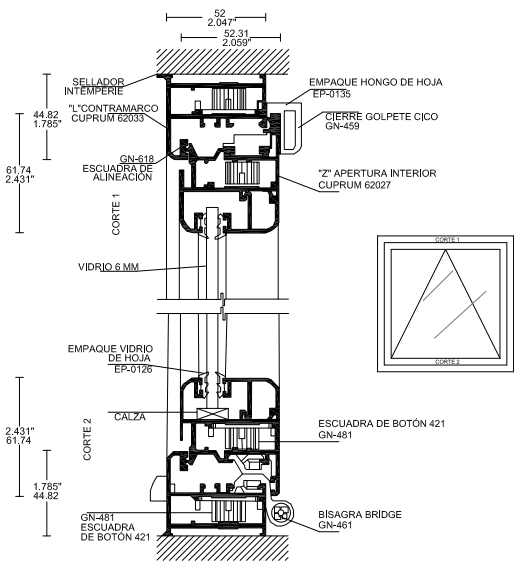 52
2.047"
52.31
2.059"
SELLADOR
INTEMPERIE
EMPAQUE HONGO DE HOJA
EP-0135
44.82
1.785"
"L"CONTRAMARCO
CUPRUM 62033
CIERRE GOLPETE CICO
GN-459
GN-618
ESCUADRA DE
ALINEACIÓN
61.74
2.431"
"Z" APERTURA INTERIOR
CUPRUM 62027
CORTE 1
VIDRIO 6 MM
CORTE 1
CORTE 2
EMPAQUE VIDRIO
DE HOJA
EP-0126
CALZA
2.431"
61.74
CORTE 2
ESCUADRA DE BOTÓN 421
GN-481
1.785"
44.82
GN-481
ESCUADRA
DE BOTÓN 421
BISAGRA BRIDGE
GN-461